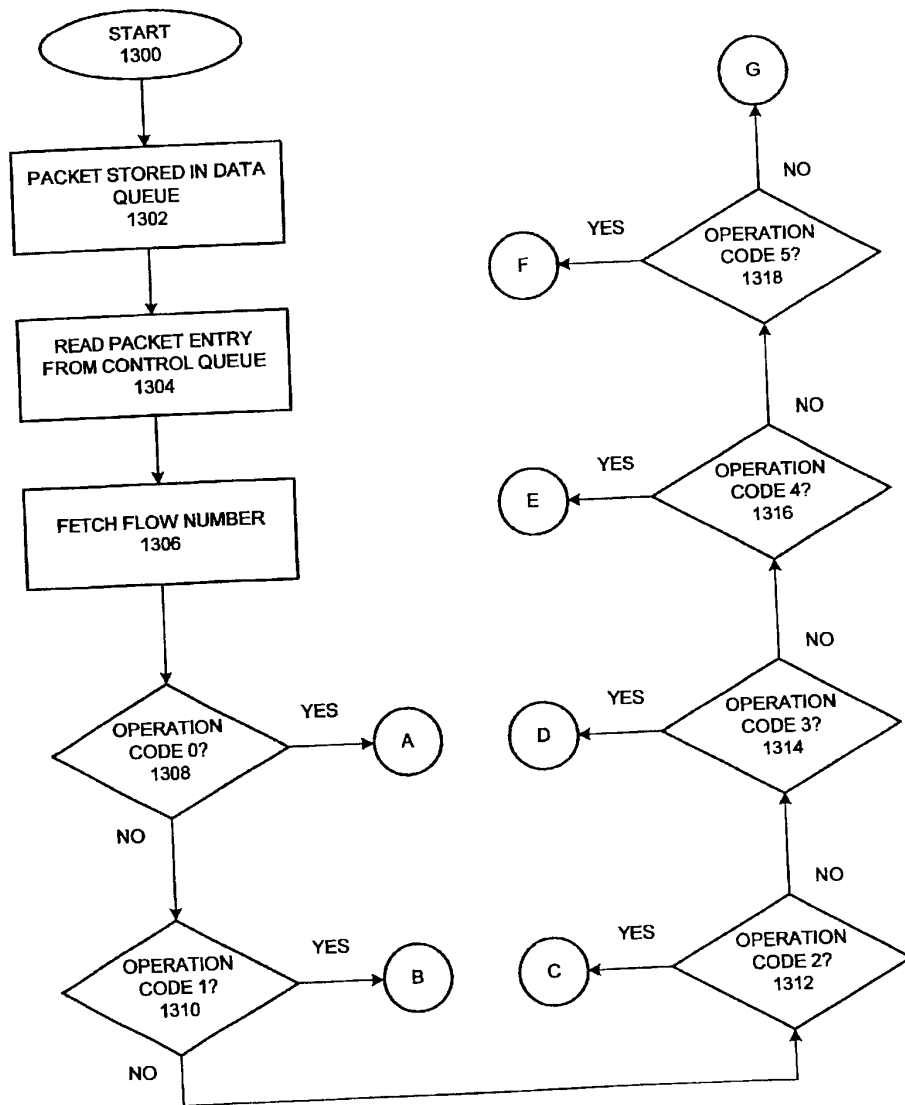 START
1300
PACKET STORED IN DATA
QUEUE
1302
READ PACKET ENTRY
FROM CONTROL QUEUE
1304
FETCH FLOW NUMBER
1306
OPERATION
CODE 0?
1308
YES
A
NO
OPERATION
CODE 1?
1310
YES
B
NO
OPERATION
CODE 2?
1312
YES
C
NO
OPERATION
CODE 3?
1314
YES
D
NO
OPERATION
CODE 4?
1316
YES
E
NO
OPERATION
CODE 5?
1318
YES
F
NO
G